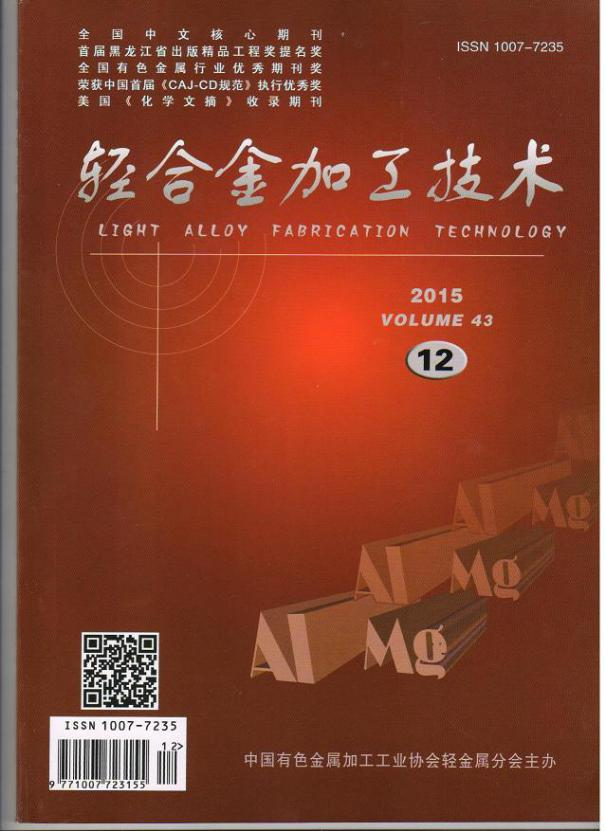 全国中文核心期刊
首届黑龙江省出版精品工程奖提名奖
全国有色金属行业优秀期刊奖
荣获中国首届《CAJ-CD规范》执行优秀奖
美国《化学文摘》收录期刊
ISSN 1007-7235
轻合金加工技术
LIGHT ALLOY FABRICATION TECHNOLOGY
2015
VOLUME 43
12
Al
Mg
Al
Mg
Al
Mg
ISSN 1007-7235
12>
9 771007 723155
中国有色金属加工工业协会轻金属分会主办